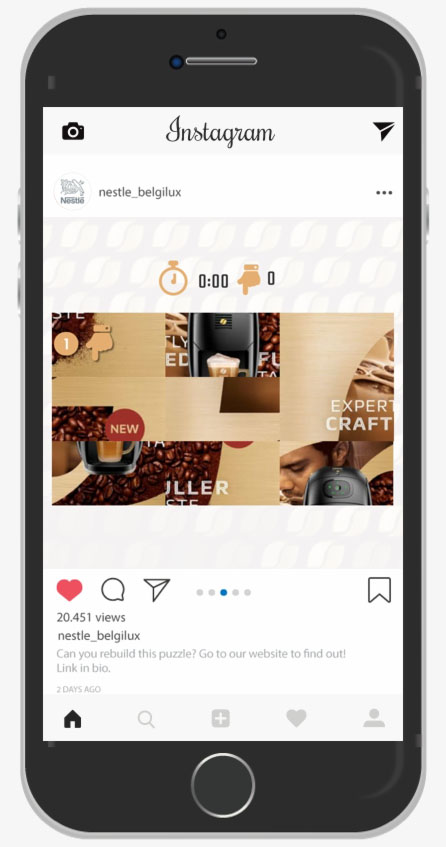 Instagram
Nestlé
nestle_belgilux
0:00
0
STE
1
TLY
FU
ED
TA
EXPERT
CRAFT
NEW
TA
ULLER
STE
20.451 views
nestle_belgilux
Can you rebuild this puzzle? Go to our website to find out!
Link in bio.
2 DAYS AGO